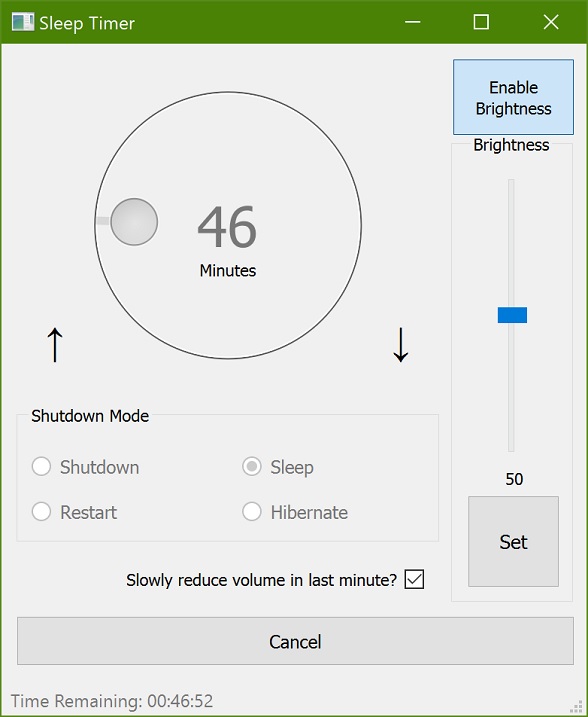 Sleep Timer
Enable
Brightness
Brightness
46
Minutes
↑
↓
Shutdown Mode
Shutdown
Sleep
Restart
Hibernate
50
Set
Slowly reduce volume in last minute?
Cancel
Time Remaining: 00:46:52